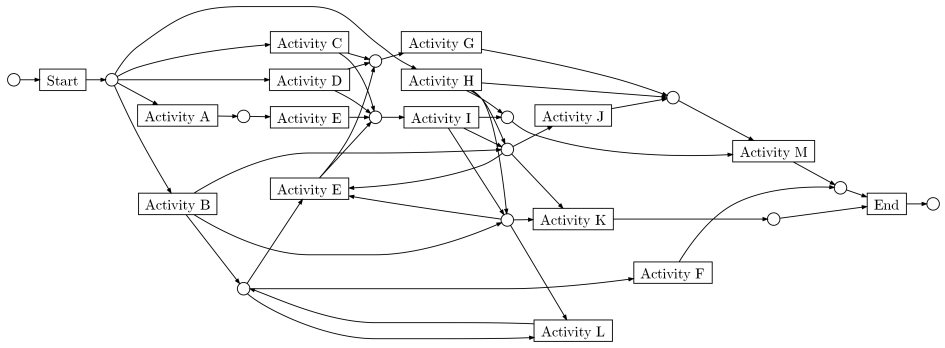 Start
Activity C
Activity D
Activity A
Activity E
Activity B
Activity E
Activity G
Activity H
Activity I
Activity J
Activity K
Activity L
Activity F
Activity M
End